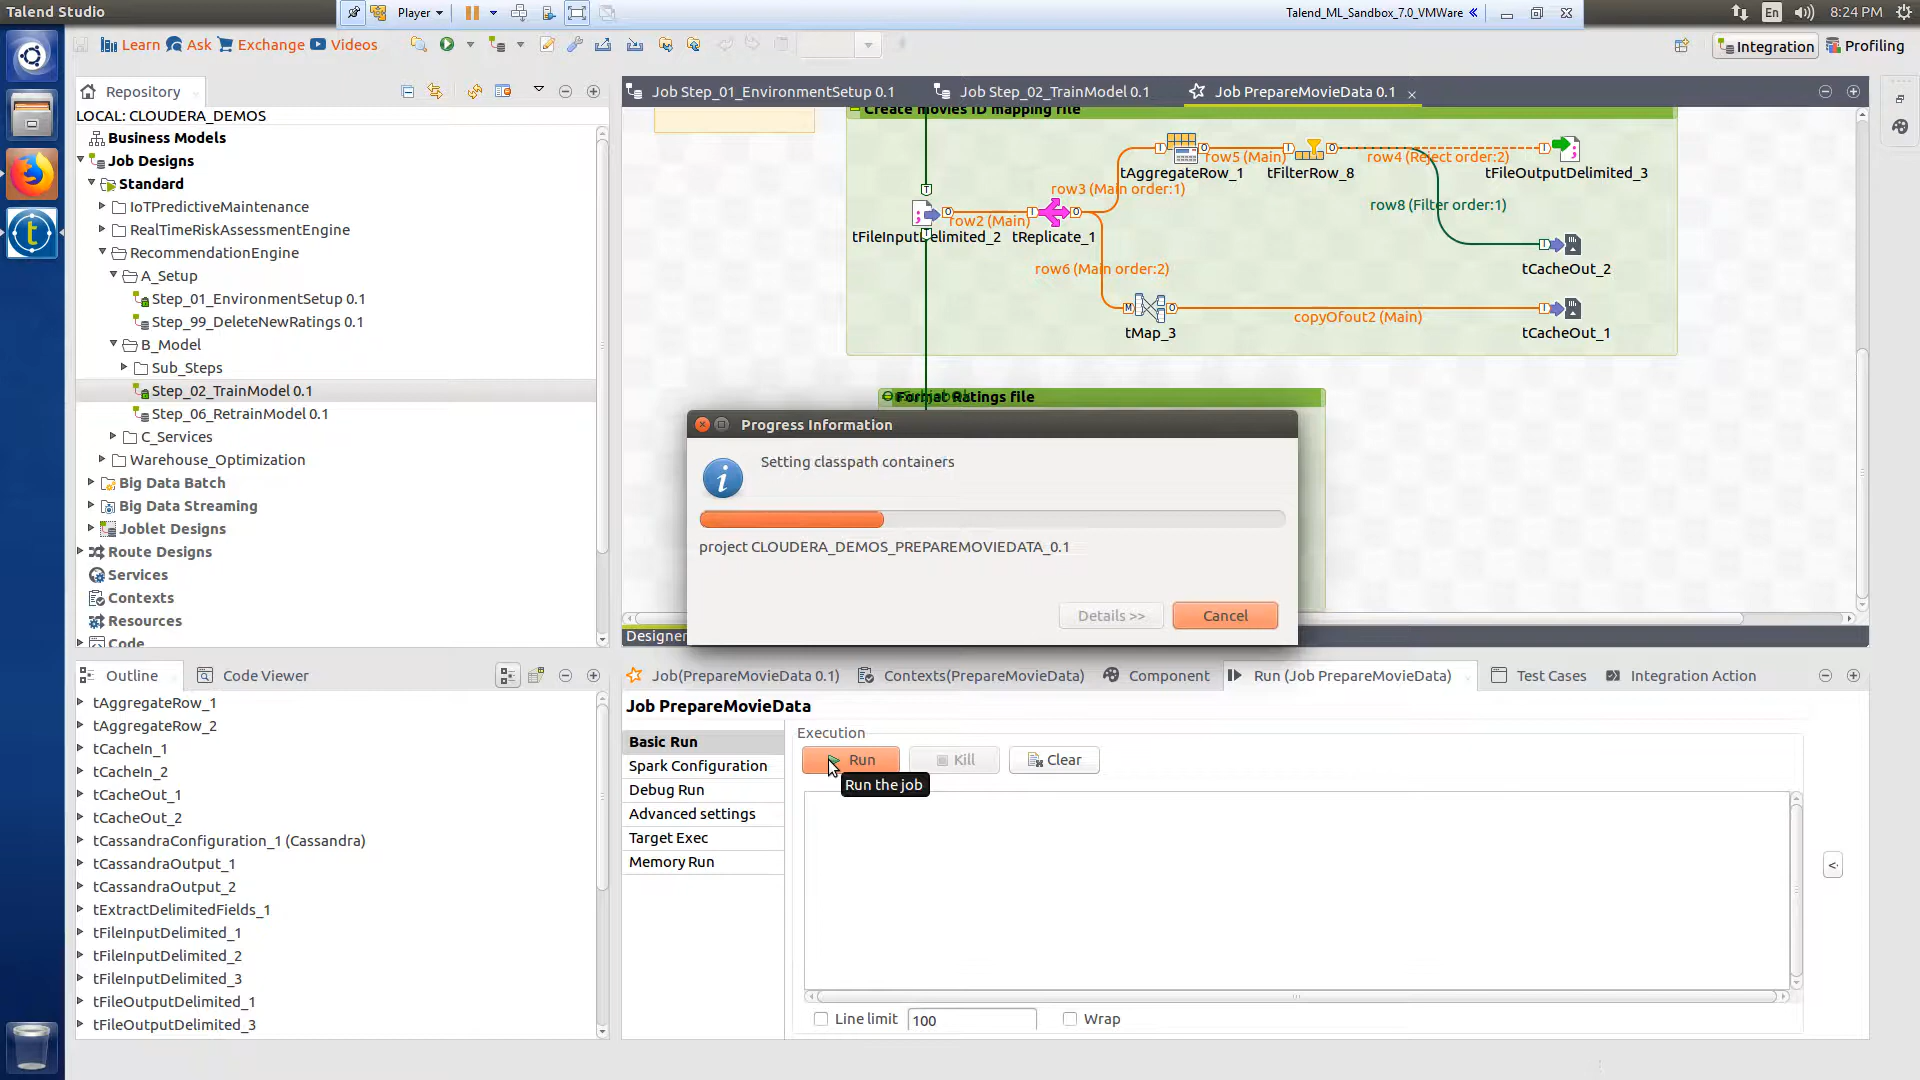 Talend Studio
Player
Talend_ML_Sandbox_7.0_VMWare
En
8:24 PM
Learn
Ask
Exchange
Videos
Integration
Profiling
Repository
LOCAL: CLOUDERA_DEMOS
Business Models
Job Designs
Standard
IoTPredictiveMaintenance
RealTimeRiskAssessmentEngine
RecommendationEngine
A_Setup
Step_01_EnvironmentSetup 0.1
Step_99_DeleteNewRatings 0.1
B_Model
Sub_Steps
Step_02_TrainModel 0.1
Step_06_RetrainModel 0.1
C_Services
Warehouse_Optimization
Big Data Batch
Big Data Streaming
Joblet Designs
Route Designs
Services
Contexts
Resources
Code
Job Step_01_EnvironmentSetup 0.1
Job Step_02_TrainModel 0.1
Job PrepareMovieData 0.1
Create movies ID mapping file
row5 (Main)
row4 (Reject order:2)
tAggregateRow_1
tFilterRow_8
tFileOutputDelimited_3
row3 (Main order:1)
row8 (Filter order:1)
row2 (Main)
tFileInputDelimited_2
tReplicate_1
row6 (Main order:2)
tCacheOut_2
copyOfout2 (Main)
tMap_3
tCacheOut_1
Format Ratings file
Progress Information
Setting classpath containers
project CLOUDERA_DEMOS_PREPAREMOVIEDATA_0.1
Details >>
Cancel
Designer
Outline
Code Viewer
tAggregateRow_1
tAggregateRow_2
tCacheIn_1
tCacheIn_2
tCacheOut_1
tCacheOut_2
tCassandraConfiguration_1 (Cassandra)
tCassandraOutput_1
tCassandraOutput_2
tExtractDelimitedFields_1
tFileInputDelimited_1
tFileInputDelimited_2
tFileInputDelimited_3
tFileOutputDelimited_1
tFileOutputDelimited_3
Job(PrepareMovieData 0.1)
Contexts(PrepareMovieData)
Component
Run (Job PrepareMovieData)
Test Cases
Integration Action
Job PrepareMovieData
Basic Run
Spark Configuration
Debug Run
Advanced settings
Target Exec
Memory Run
Execution
Run
Kill
Clear
Run the job
Line limit
100
Wrap